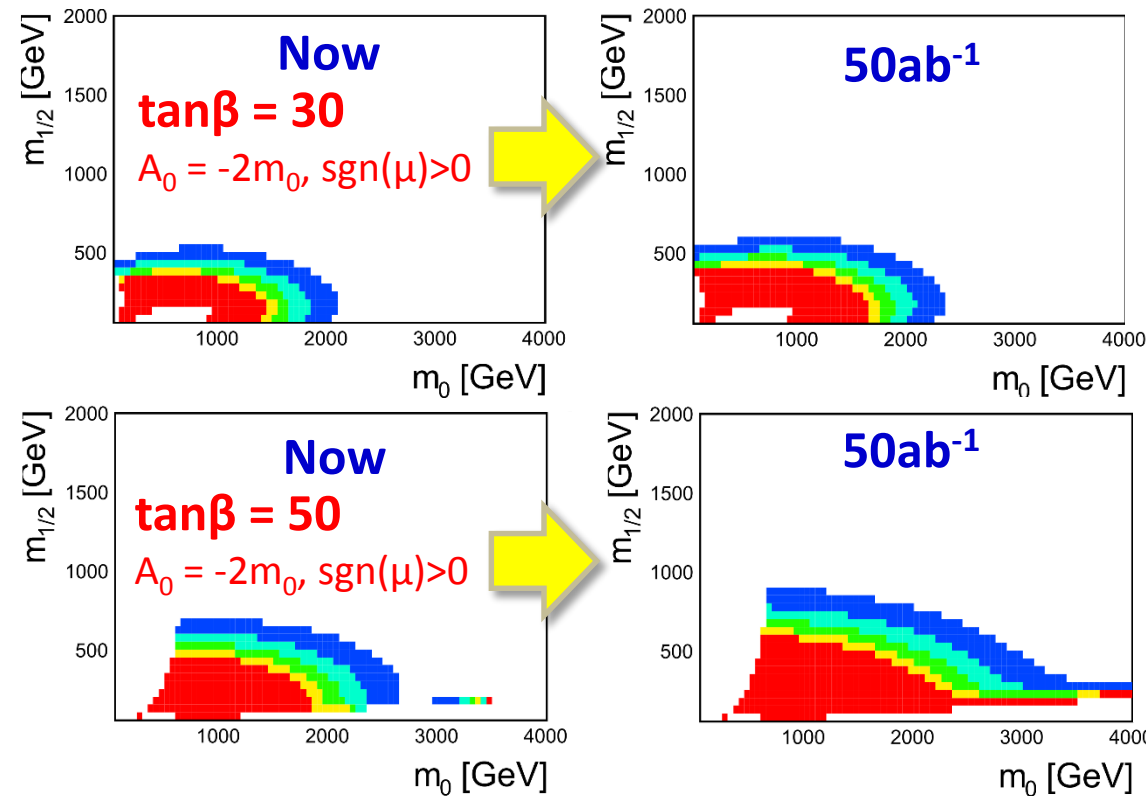 2000
1500
1000
500
m1/2 [GeV]
Now
tanβ = 30
A0 = -2m0, sgn(μ)>0
1000 2000 3000 4000
m0 [GeV]
2000
1500
1000
500
m1/2 [GeV]
50ab-1
1000 2000 3000 4000
m0 [GeV]
2000
1500
1000
500
m1/2 [GeV]
Now
tanβ = 50
A0 = -2m0, sgn(μ)>0
1000 2000 3000 4000
m0 [GeV]
2000
1500
1000
500
m1/2 [GeV]
50ab-1
1000 2000 3000 400
m0 [GeV]